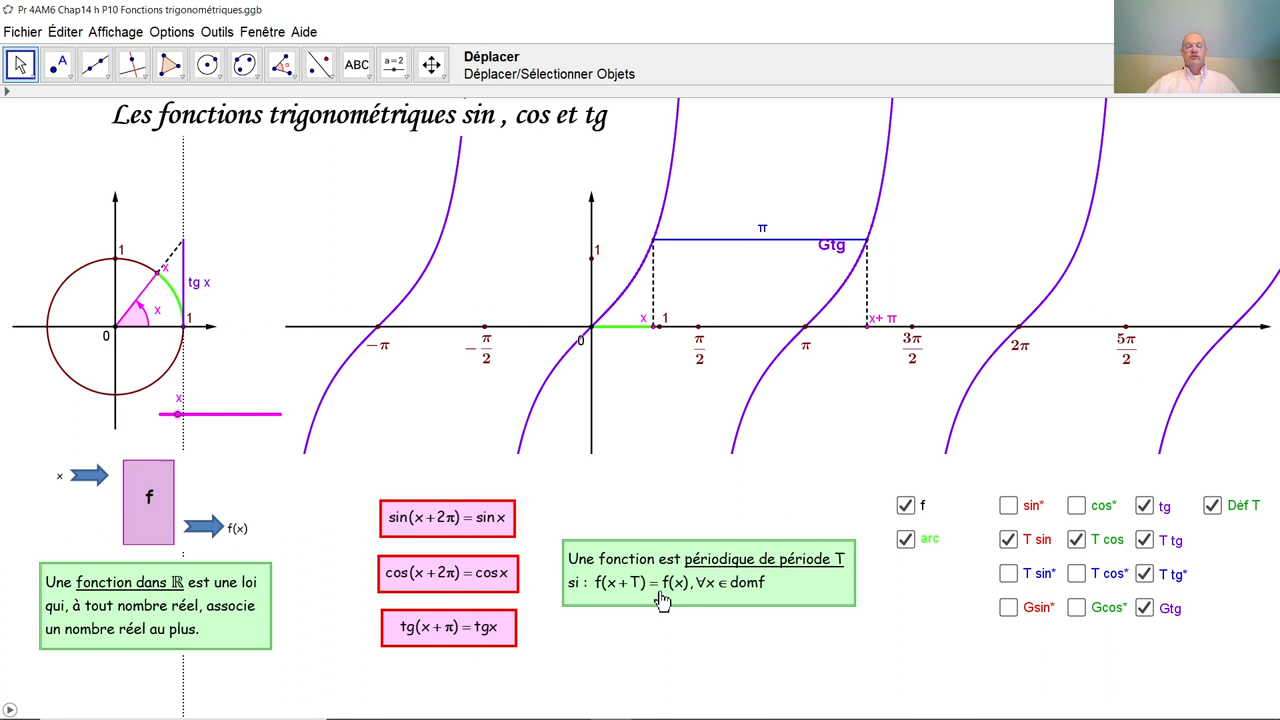 Pr 4AM6 Chap14 h P10 Fonctions trigonométriques.ggb
Fichier Éditer Affichage Options Outils Fenêtre Aide
A
ABC
a=2
Déplacer
Déplacer/Sélectionner Objets
Les fonctions trigonométriques sin , cos et tg
1
x
x
tg x
1
0
x
1
π
Gtg
x
1
x+ π
0
−π
−π/2
π/2
π
3π/2
2π
5π/2
x
f
f(x)
Une fonction dans ℝ est une loi
qui, à tout nombre réel, associe
un nombre réel au plus.
sin(x+2π)=sinx
cos(x+2π)=cosx
tg(x+π)=tgx
Une fonction est périodique de période T
si : f(x+T)=f(x),∀x∈domf
f sin* cos* tg Dèf T
arc T sin T cos T tg
T sin* T cos* T tg*
Gsin* Gcos* Gtg